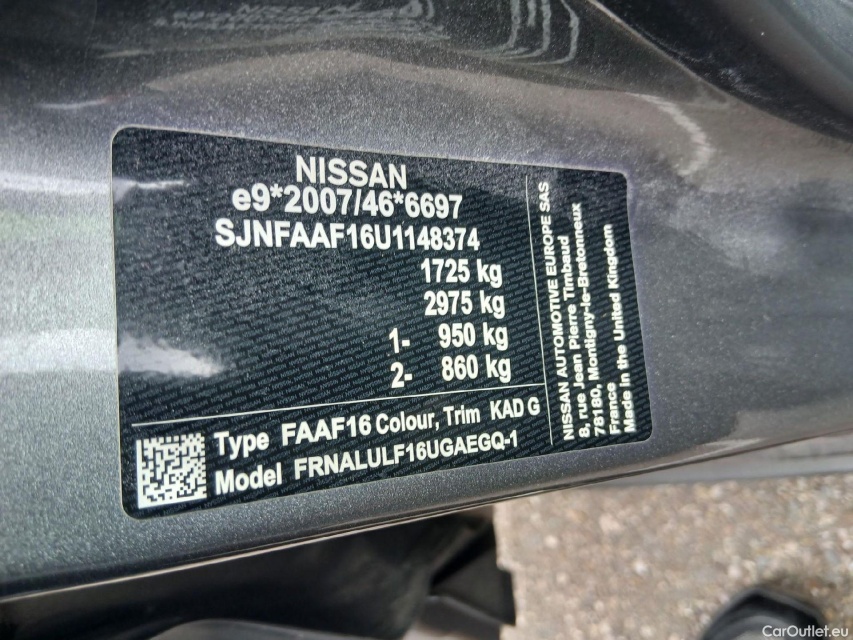 NISSAN
e9*2007/46*6697
SJNFAAF16U1148374
1725 kg
2975 kg
1- 950 kg
2- 860 kg
Type FAAF16 Colour, Trim KAD G
Model FRNALULF16UGAEGQ-1
NISSAN AUTOMOTIVE EUROPE SAS
8, rue Jean Pierre Timbaud
78180, Montigny-le-Bretonneux
France
Made in the United Kingdom
CarOutlet.eu